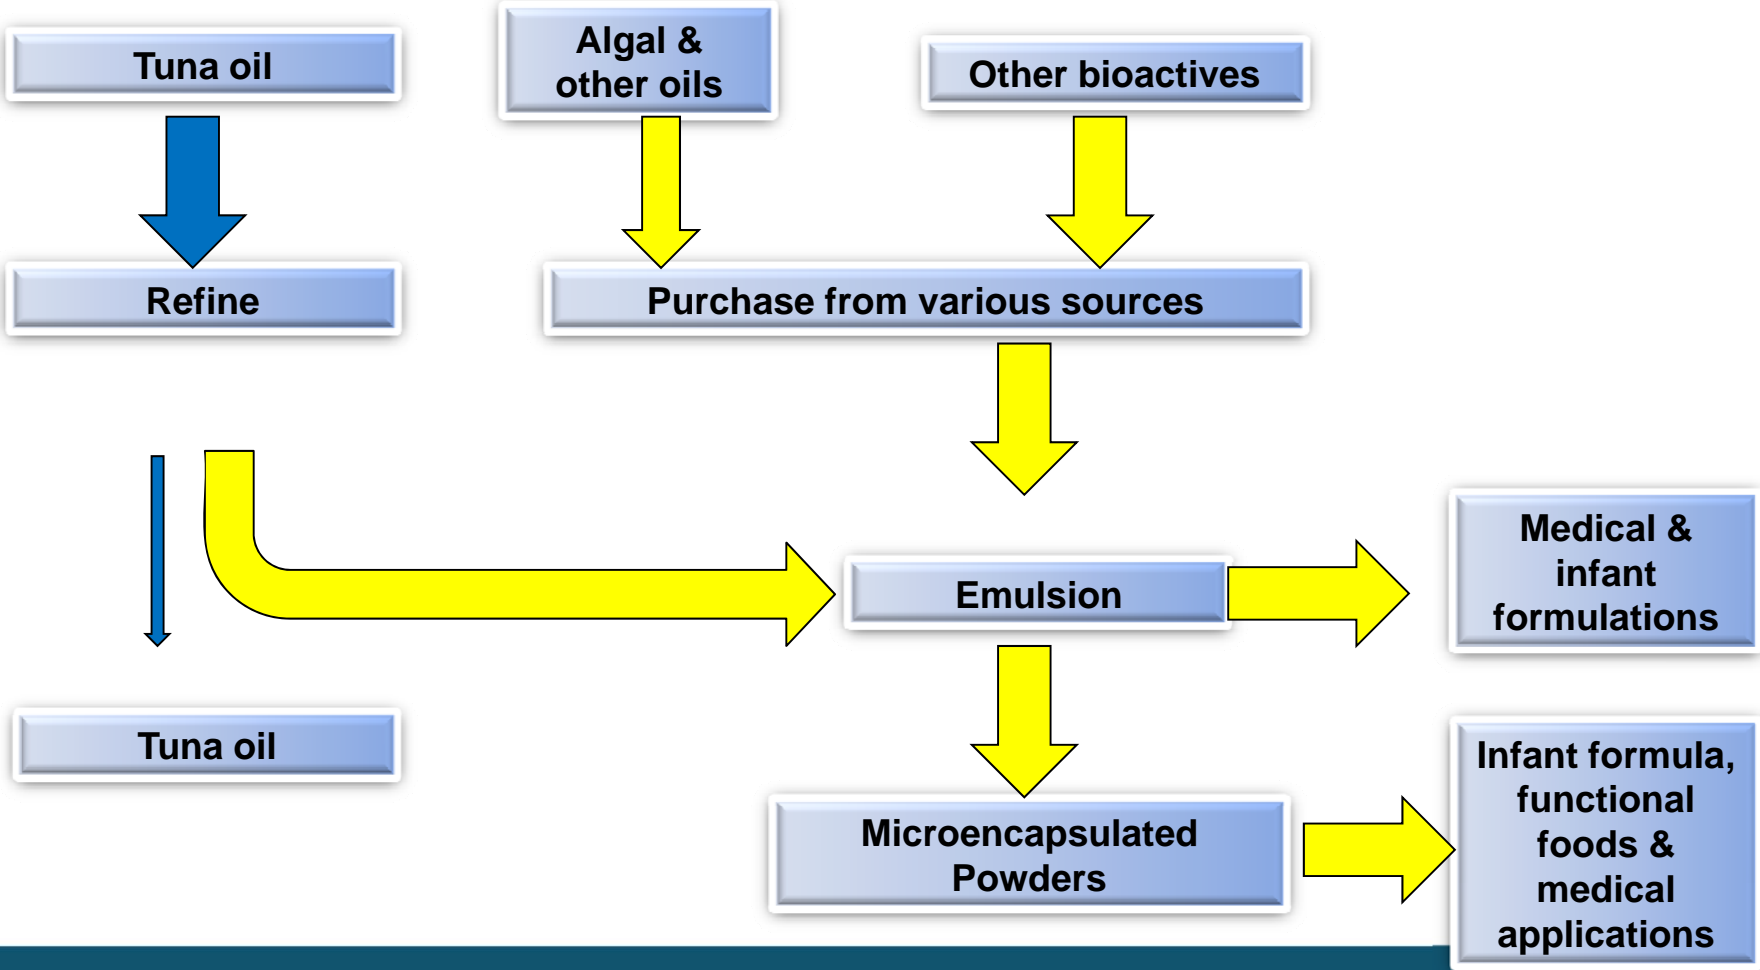 Tuna oil
Algal &
other oils
Other bioactives
Refine
Purchase from various sources
Emulsion
Medical &
infant
formulations
Tuna oil
Microencapsulated
Powders
Infant formula,
functional
foods &
medical
applications